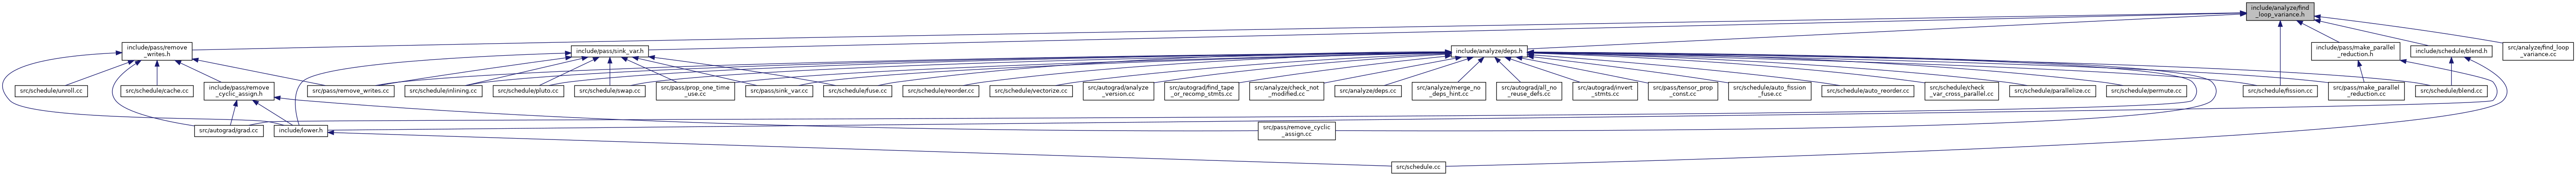 include/analyze/find
_loop_variance.h
include/pass/remove
_writes.h
include/pass/sink_var.h
include/analyze/deps.h
include/pass/make_parallel
_reduction.h
include/schedule/blend.h
src/analyze/find_loop
_variance.cc
src/schedule/unroll.cc
src/schedule/cache.cc
include/pass/remove
_cyclic_assign.h
src/pass/remove_writes.cc
src/schedule/inlining.cc
src/schedule/pluto.cc
src/schedule/swap.cc
src/pass/prop_one_time
_use.cc
src/pass/sink_var.cc
src/schedule/fuse.cc
src/schedule/reorder.cc
src/schedule/vectorize.cc
src/autograd/analyze
_version.cc
src/autograd/find_tape
_or_recomp_stmts.cc
src/analyze/check_not
_modified.cc
src/analyze/deps.cc
src/analyze/merge_no
_deps_hint.cc
src/autograd/all_no
_reuse_defs.cc
src/autograd/invert
_stmts.cc
src/pass/tensor_prop
_const.cc
src/schedule/auto_fission
_fuse.cc
src/schedule/auto_reorder.cc
src/schedule/check
_var_cross_parallel.cc
src/schedule/parallelize.cc
src/schedule/permute.cc
src/schedule/fission.cc
src/pass/make_parallel
_reduction.cc
src/schedule/blend.cc
src/autograd/grad.cc
include/lower.h
src/pass/remove_cyclic
_assign.cc
src/schedule.cc